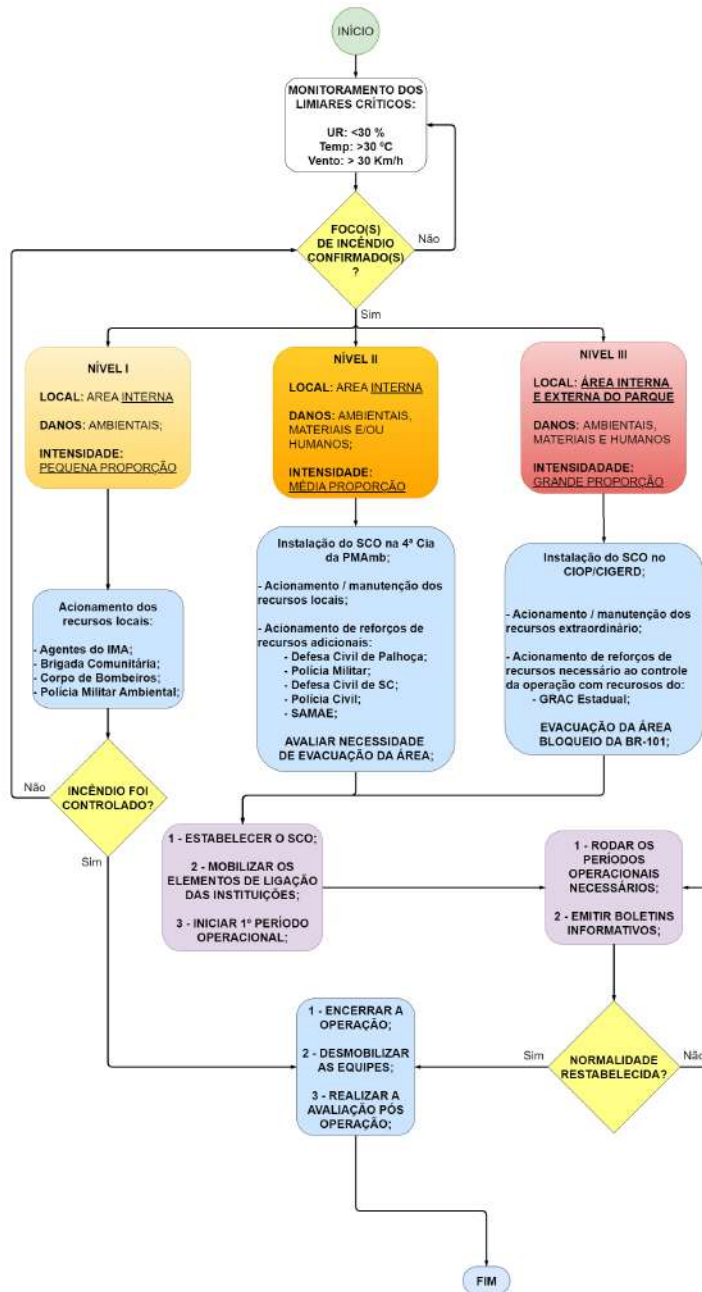 INÍCIO
MONITORAMENTO DOS
LIMIARES CRÍTICOS:
UR: <30 %
Temp: >30 ºC
Vento: > 30 Km/h
FOCO(S)
DE INCÊNDIO
CONFIRMADO(S)
?
Não
Sim
NÍVEL I
LOCAL: AREA INTERNA
DANOS: AMBIENTAIS;
INTENSIDADE:
PEQUENA PROPORÇÃO
NÍVEL II
LOCAL: AREA INTERNA
DANOS: AMBIENTAIS,
MATERIAIS E/OU
HUMANOS;
INTENSIDADE:
MÉDIA PROPORÇÃO
NIVEL III
LOCAL: ÁREA INTERNA
E EXTERNA DO PARQUE
DANOS: AMBIENTAIS,
MATERIAIS E HUMANOS
INTENSIDADADE:
GRANDE PROPORÇÃO
Acionamento dos
recursos locais:
- Agentes do IMA;
- Brigada Comunitária;
- Corpo de Bombeiros;
- Polícia Militar Ambiental;
Instalação do SCO na 4ª Cia
da PMAmb;
- Acionamento / manutenção dos
recursos locais;
- Acionamento de reforços de
recursos adicionais:
- Defesa Civil de Palhoça;
- Polícia Militar;
- Defesa Civil de SC;
- Polícia Civil;
- SAMAE;
AVALIAR NECESSIDADE
DE EVACUAÇÃO DA ÁREA;
Instalação do SCO no
CIOP/CIGERD;
- Acionamento / manutenção dos
recursos extraordinário;
- Acionamento de reforços de
recursos necessário ao controle
da operação com recurosos do:
- GRAC Estadual;
EVACUAÇÃO DA ÁREA
BLOQUEIO DA BR-101;
Não
INCÊNDIO FOI
CONTROLADO?
Sim
1 - ESTABELECER O SCO;
2 - MOBILIZAR OS
ELEMENTOS DE LIGAÇÃO
DAS INSTITUIÇÕES;
3 - INICIAR 1º PERÍODO
OPERACIONAL;
1 - RODAR OS
PERÍODOS
OPERACIONAIS
NECESSÁRIOS;
2 - EMITIR BOLETINS
INFORMATIVOS;
1 - ENCERRAR A
OPERAÇÃO;
2 - DESMOBILIZAR
AS EQUIPES;
3 - REALIZAR A
AVALIAÇÃO PÓS
OPERAÇÃO;
Sim
NORMALIDADE
RESTABELECIDA?
Não
FIM